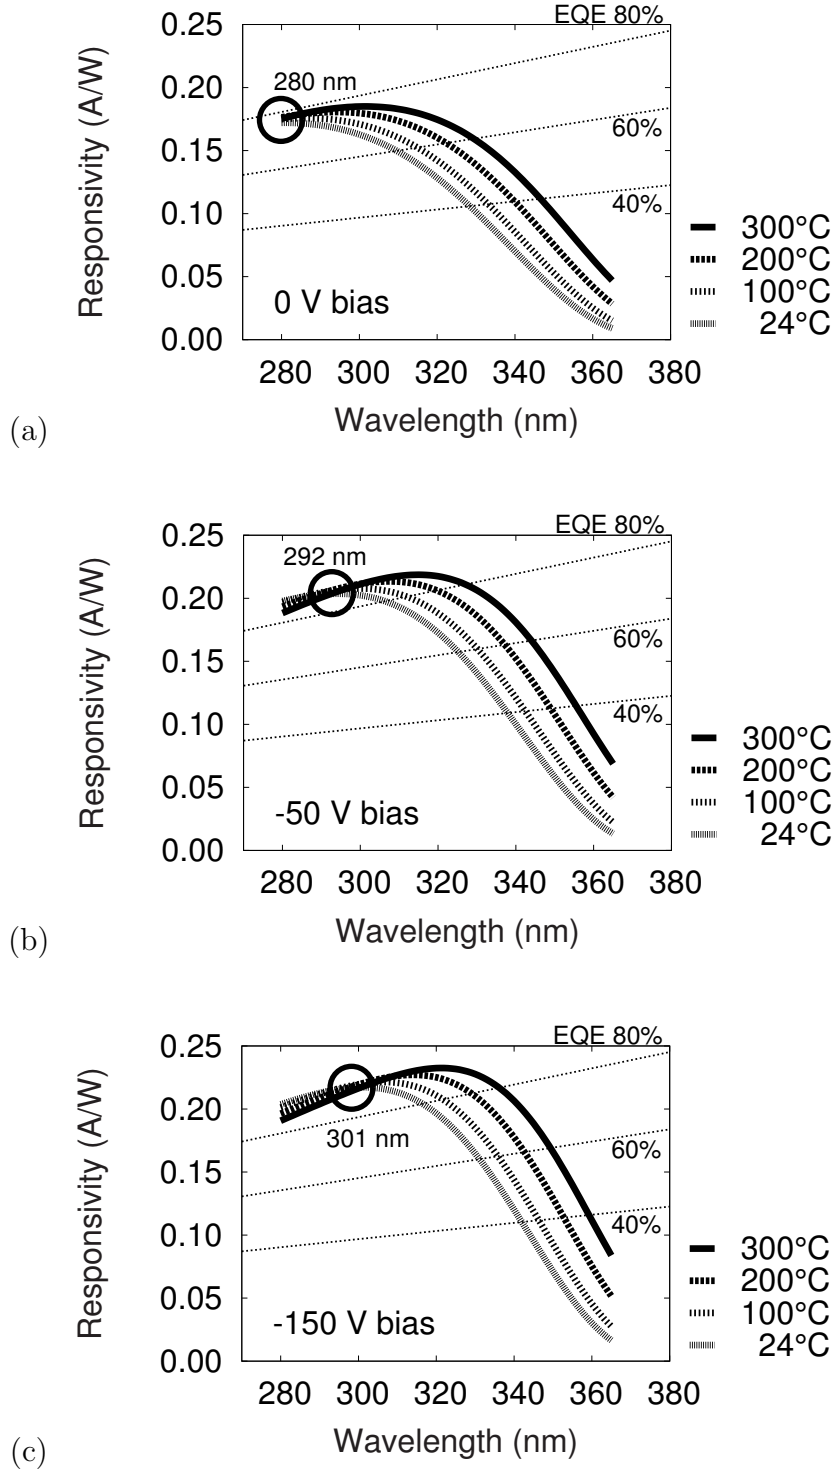 EQE 80%
0.25
280 nm
0.20
60%
0.15
40%
0.10
0.05
0.00
Responsivity (A/W)
0 V bias
300°C
200°C
100°C
24°C
280 300 320 340 360 380
Wavelength (nm)
(a)
EQE 80%
0.25
292 nm
0.20
60%
0.15
40%
0.10
0.05
0.00
Responsivity (A/W)
-50 V bias
300°C
200°C
100°C
24°C
280 300 320 340 360 380
Wavelength (nm)
(b)
EQE 80%
0.25
0.20
301 nm
60%
0.15
40%
0.10
0.05
0.00
Responsivity (A/W)
-150 V bias
300°C
200°C
100°C
24°C
280 300 320 340 360 380
Wavelength (nm)
(c)